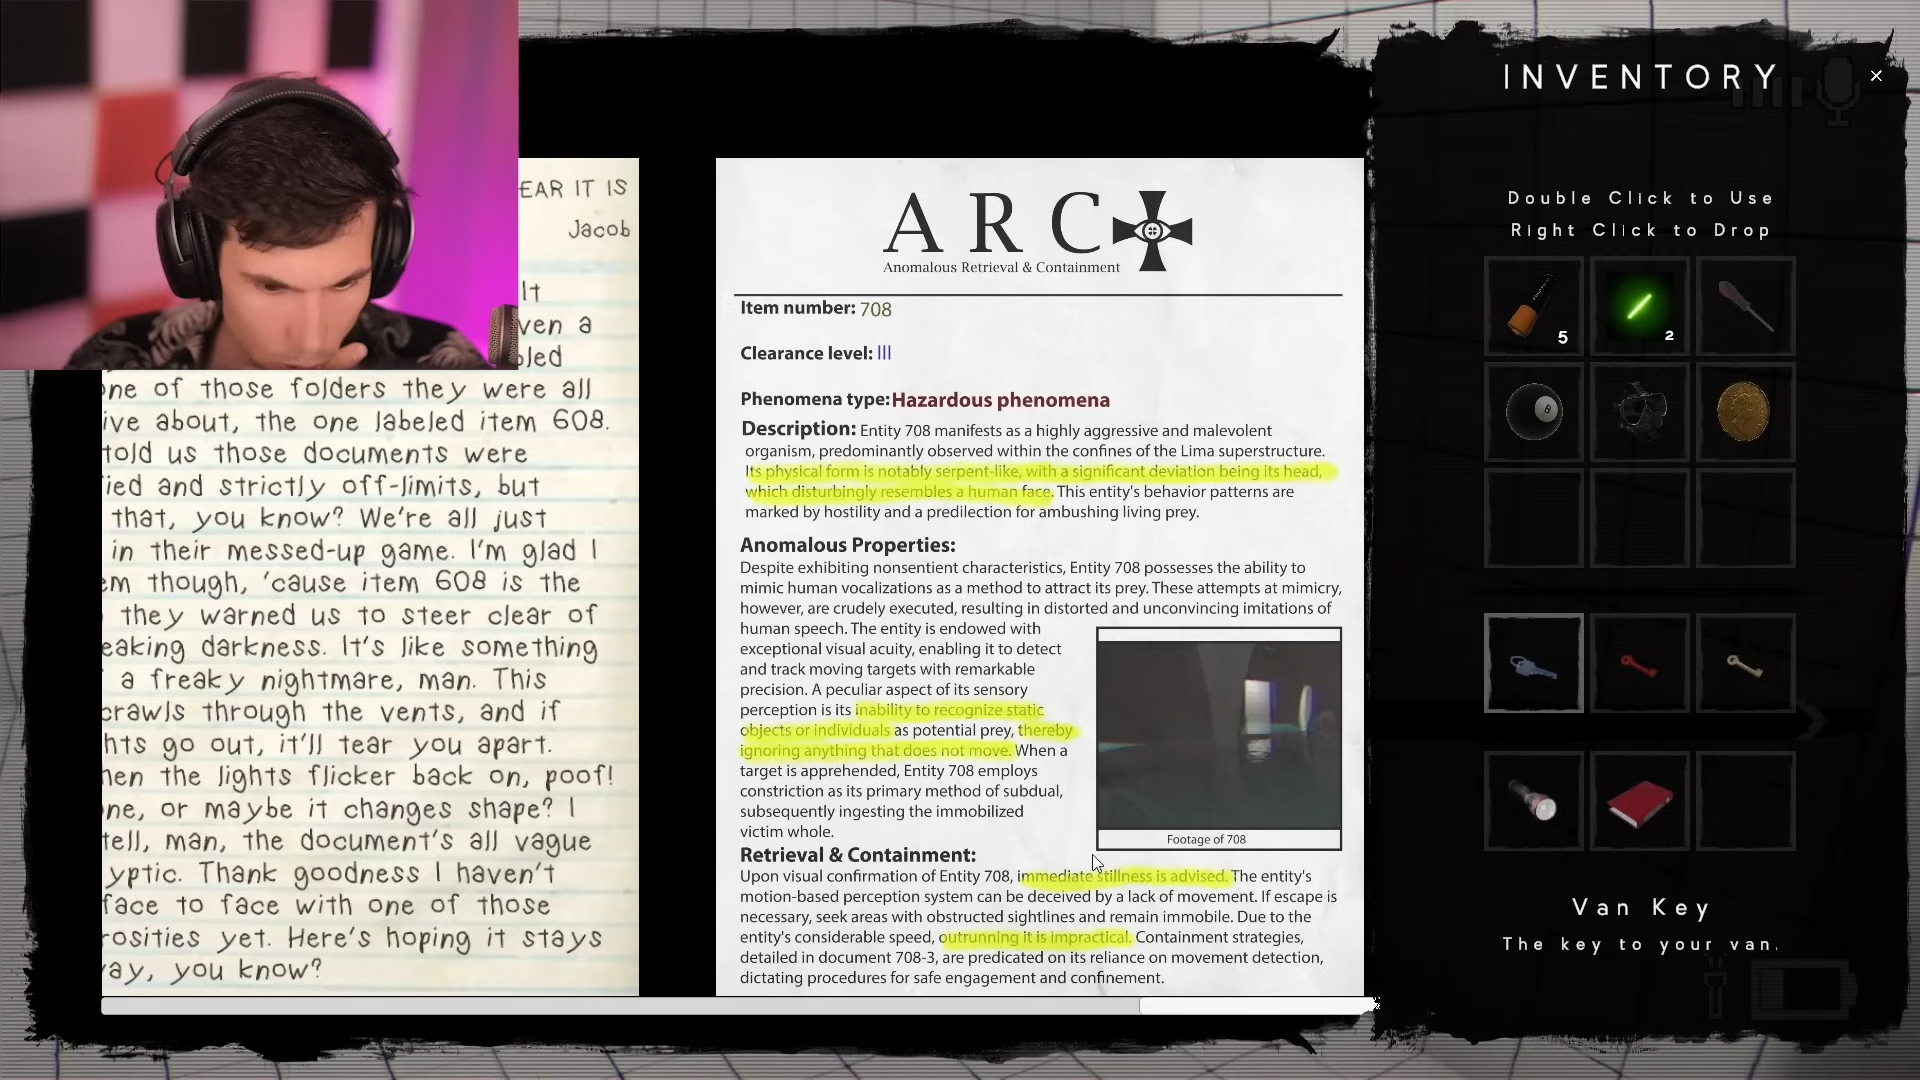 EAR IT IS
Jacob
It
ven a
led
one of those folders they were all
ive about, the one labeled item 608.
told us those documents were
ied and strictly off-limits, but
that, you know? We're all just
in their messed-up game. I'm glad I
em though, 'cause item 608 is the
they warned us to steer clear of
eaking darkness. It's like something
a freaky nightmare, man. This
crawls through the vents, and if
hts go out, it'll tear you apart.
hen the lights flicker back on, poof!
ne, or maybe it changes shape? I
tell, man, the document's all vague
yptic. Thank goodness I haven't
face to face with one of those
rosities yet. Here's hoping it stays
ay, you know?
ARC
Anomalous Retrieval & Containment
Item number: 708
Clearance level: III
Phenomena type: Hazardous phenomena
Description: Entity 708 manifests as a highly aggressive and malevolent
organism, predominantly observed within the confines of the Lima superstructure.
Its physical form is notably serpent-like, with a significant deviation being its head,
which disturbingly resembles a human face. This entity's behavior patterns are
marked by hostility and a predilection for ambushing living prey.
Anomalous Properties:
Despite exhibiting nonsentient characteristics, Entity 708 possesses the ability to
mimic human vocalizations as a method to attract its prey. These attempts at mimicry,
however, are crudely executed, resulting in distorted and unconvincing imitations of
human speech. The entity is endowed with
exceptional visual acuity, enabling it to detect
and track moving targets with remarkable
precision. A peculiar aspect of its sensory
perception is its inability to recognize static
objects or individuals as potential prey, thereby
ignoring anything that does not move. When a
target is apprehended, Entity 708 employs
constriction as its primary method of subdual,
subsequently ingesting the immobilized
victim whole.
Footage of 708
Retrieval & Containment:
Upon visual confirmation of Entity 708, immediate stillness is advised. The entity's
motion-based perception system can be deceived by a lack of movement. If escape is
necessary, seek areas with obstructed sightlines and remain immobile. Due to the
entity's considerable speed, outrunning it is impractical. Containment strategies,
detailed in document 708-3, are predicated on its reliance on movement detection,
dictating procedures for safe engagement and confinement.
INVENTORY
×
Double Click to Use
Right Click to Drop
5
2
8
Van Key
The key to your van.